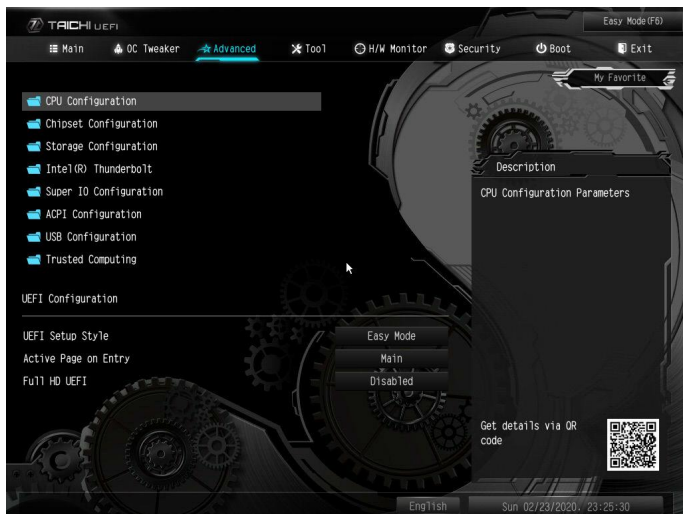 TAICHI UEFI
Easy Mode(F6)
Main
OC Tweaker
Advanced
Tool
H/W Monitor
Security
Boot
Exit
My Favorite
CPU Configuration
Chipset Configuration
Storage Configuration
Intel(R) Thunderbolt
Super IO Configuration
ACPI Configuration
USB Configuration
Trusted Computing
UEFI Configuration
UEFI Setup Style
Easy Mode
Active Page on Entry
Main
Full HD UEFI
Disabled
Description
CPU Configuration Parameters
Get details via QR
code
English
Sun 02/23/2020, 23:25:30